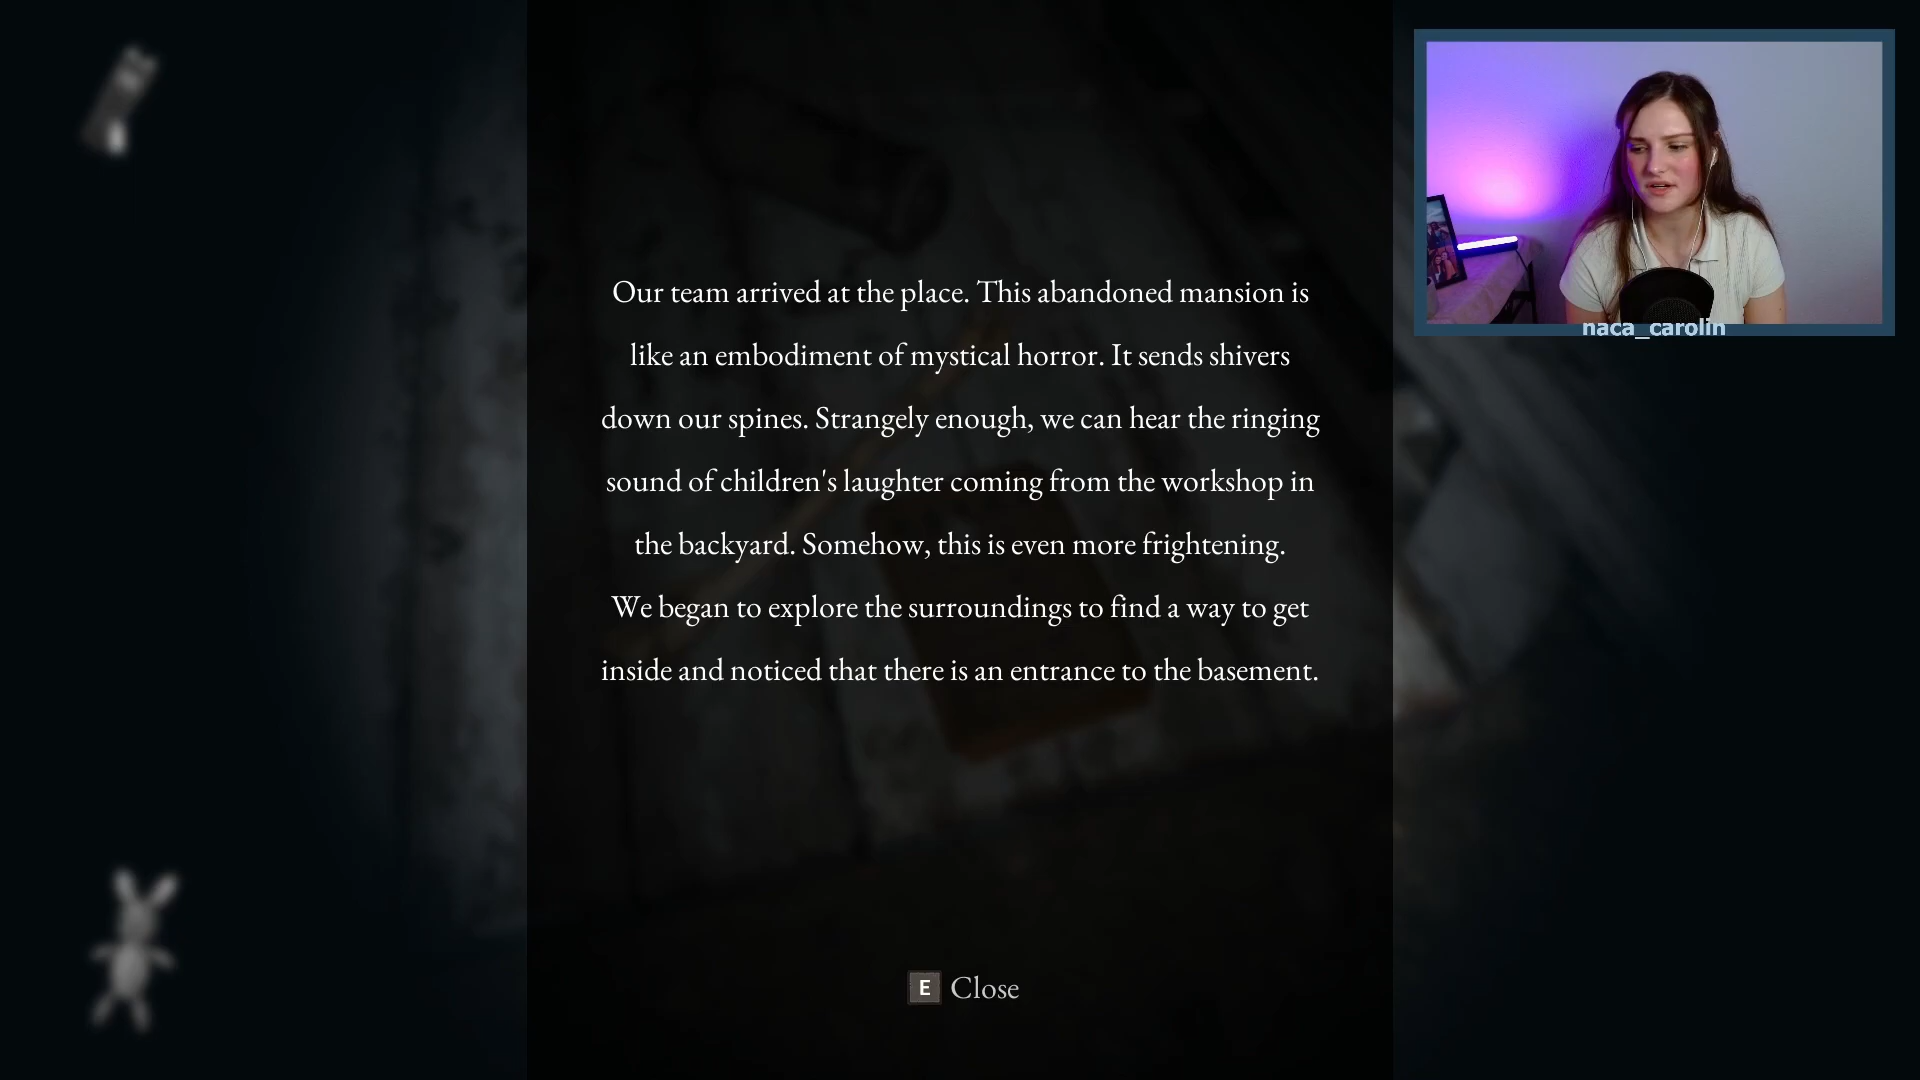 Our team arrived at the place. This abandoned mansion is
like an embodiment of mystical horror. It sends shivers
down our spines. Strangely enough, we can hear the ringing
sound of children's laughter coming from the workshop in
the backyard. Somehow, this is even more frightening.
We began to explore the surroundings to find a way to get
inside and noticed that there is an entrance to the basement.
E Close
naca_carolin